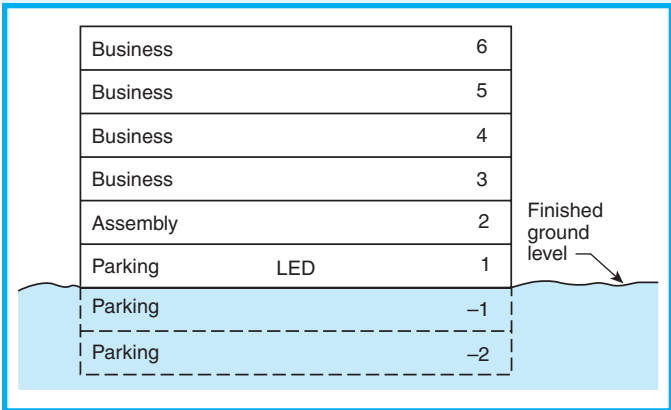 Business 6
Business 5
Business 4
Business 3
Assembly 2
Finished
ground
level
Parking LED 1
Parking –1
Parking –2